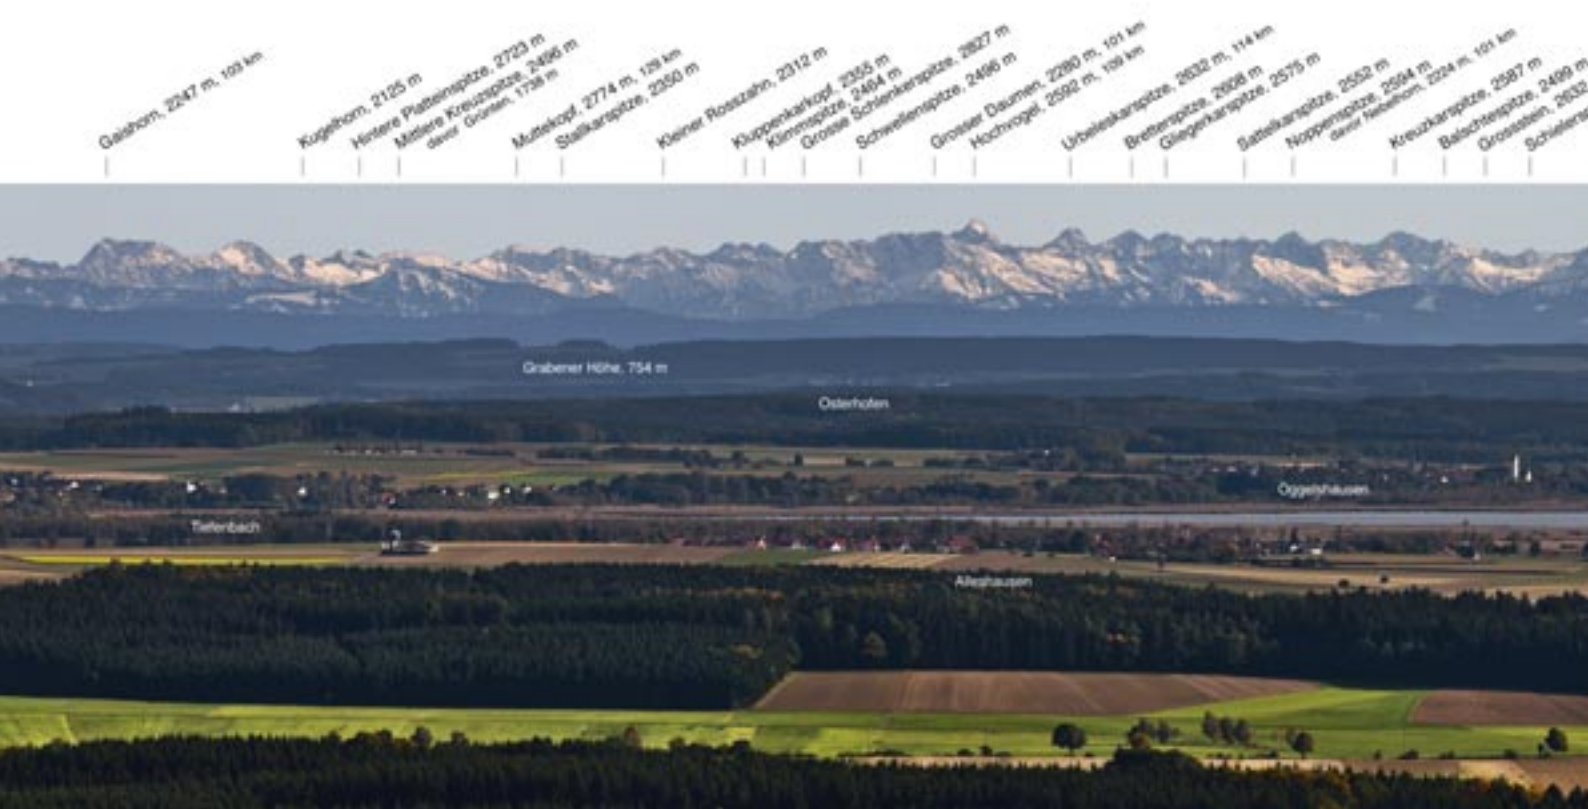 Gaishorn, 2247 m, 103 km
Kugelhorn, 2125 m
Hintere Platteinspitze, 2723 m
Mittlere Kreuzspitze, 2496 m
davor Grünten, 1738 m
Muttekopf, 2774 m, 128 km
Stallkarspitze, 2350 m
Kleiner Rosszahn, 2312 m
Kluppenkarkopf, 2355 m
Klimmspitze, 2464 m
Grosse Schlenkerspitze, 2827 m
Schwellenspitze, 2496 m
Grosser Daumen, 2280 m, 101 km
Hochvogel, 2592 m, 109 km
Urbeleskarspitze, 2632 m, 114 km
Bretterspitze, 2608 m
Gliegerkarspitze, 2575 m
Sattelkarspitze, 2552 m
Noppenspitze, 2594 m
davor Nebelhorn, 2224 m, 101 km
Kreuzkarspitze, 2587 m
Balschtespitze, 2499 m
Grossstein, 2632
Schiefers
Grabener Höhe, 754 m
Osterhofen
Oggelshausen
Tiefenbach
Alleshausen